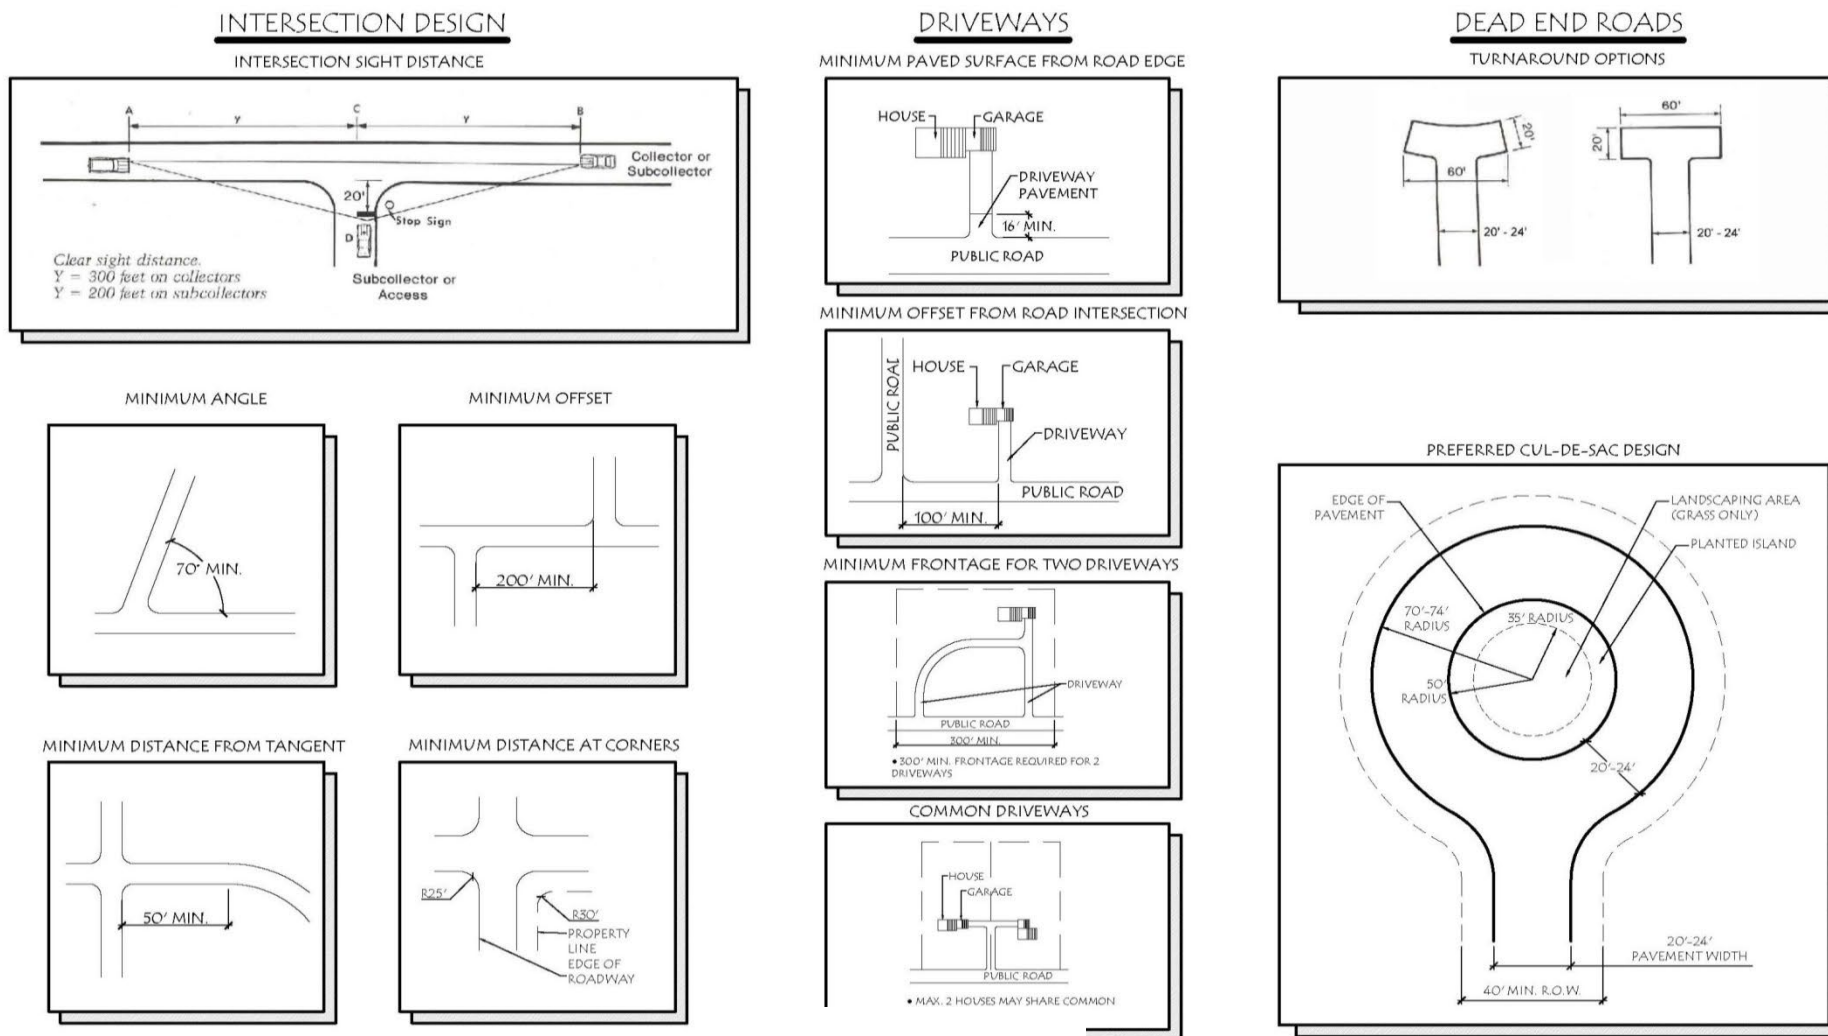 INTERSECTION DESIGN
INTERSECTION SIGHT DISTANCE
A
C
B
y
y
Collector or
Subcollector
20'
Stop Sign
D
Clear sight distance.
Y = 300 feet on collectors
Y = 200 feet on subcollectors
Subcollector or
Access
MINIMUM ANGLE
70° MIN.
MINIMUM OFFSET
200' MIN.
MINIMUM DISTANCE FROM TANGENT
50' MIN.
MINIMUM DISTANCE AT CORNERS
R25'
R30'
PROPERTY
LINE
EDGE OF
ROADWAY
DRIVEWAYS
MINIMUM PAVED SURFACE FROM ROAD EDGE
HOUSE
GARAGE
DRIVEWAY
PAVEMENT
16' MIN.
PUBLIC ROAD
MINIMUM OFFSET FROM ROAD INTERSECTION
PUBLIC ROAD
HOUSE
GARAGE
DRIVEWAY
PUBLIC ROAD
100' MIN.
MINIMUM FRONTAGE FOR TWO DRIVEWAYS
DRIVEWAY
PUBLIC ROAD
300' MIN.
• 300' MIN. FRONTAGE REQUIRED FOR 2
DRIVEWAYS
COMMON DRIVEWAYS
HOUSE
GARAGE
PUBLIC ROAD
• MAX. 2 HOUSES MAY SHARE COMMON
DEAD END ROADS
TURNAROUND OPTIONS
20'
60'
20' - 24'
60'
20'
20' - 24'
PREFERRED CUL-DE-SAC DESIGN
EDGE OF
PAVEMENT
LANDSCAPING AREA
(GRASS ONLY)
PLANTED ISLAND
70'-74'
RADIUS
35' RADIUS
50'
RADIUS
20'-24'
20'-24'
PAVEMENT WIDTH
40' MIN. R.O.W.